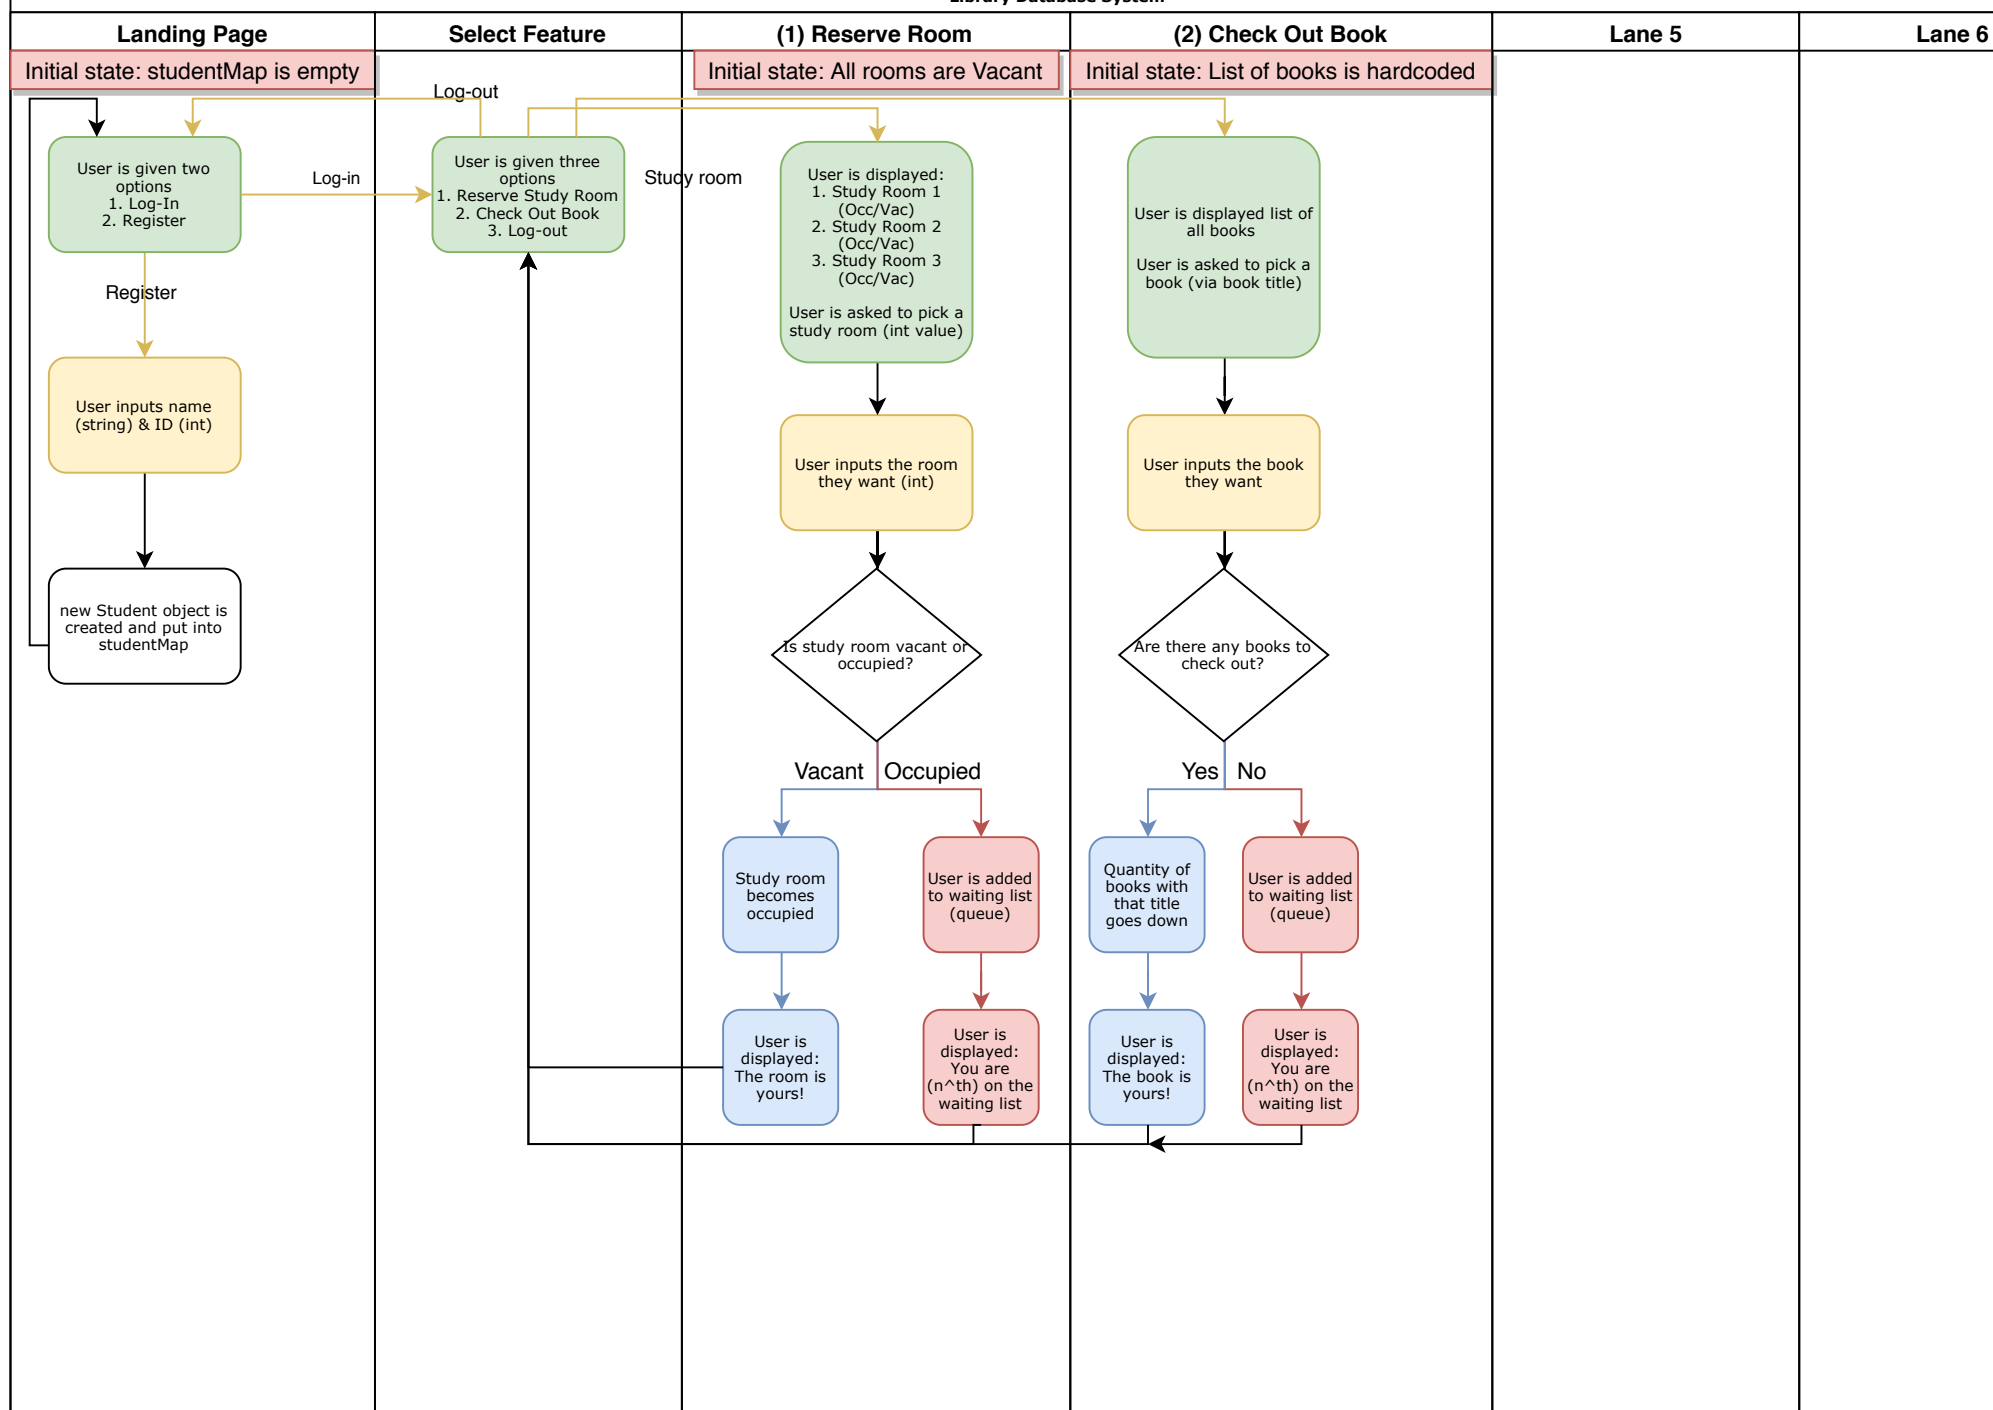 Library Database System
Landing Page
Select Feature
(1) Reserve Room
(2) Check Out Book
Lane 5
Lane 6
Initial state: studentMap is empty
Initial state: All rooms are Vacant
Initial state: List of books is hardcoded
Log-out
User is given two
options
1. Log-In
2. Register
Log-in
User is given three
options
1. Reserve Study Room
2. Check Out Book
3. Log-out
Study room
User is displayed:
1. Study Room 1
(Occ/Vac)
2. Study Room 2
(Occ/Vac)
3. Study Room 3
(Occ/Vac)
User is asked to pick a
study room (int value)
User is displayed list of
all books
User is asked to pick a
book (via book title)
Register
User inputs name
(string) & ID (int)
User inputs the room
they want (int)
User inputs the book
they want
new Student object is
created and put into
studentMap
Is study room vacant or
occupied?
Are there any books to
check out?
Vacant
Occupied
Yes
No
Study room
becomes
occupied
User is added
to waiting list
(queue)
Quantity of
books with
that title
goes down
User is added
to waiting list
(queue)
User is
displayed:
The room is
yours!
User is
displayed:
You are
(n^th) on the
waiting list
User is
displayed:
The book is
yours!
User is
displayed:
You are
(n^th) on the
waiting list